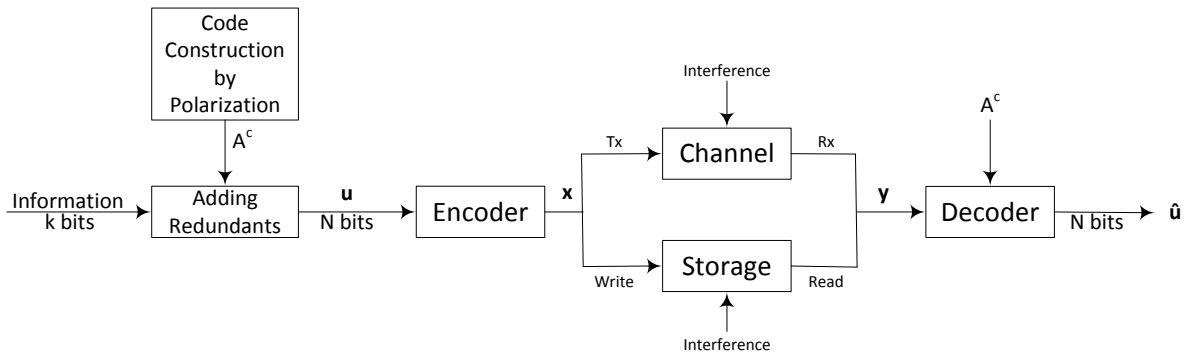 Code
Construction
by
Polarization
A^c
Information
k bits
Adding
Redundants
u
N bits
Encoder
x
Tx
Write
Interference
Channel
Storage
Interference
Rx
Read
y
A^c
Decoder
N bits
û